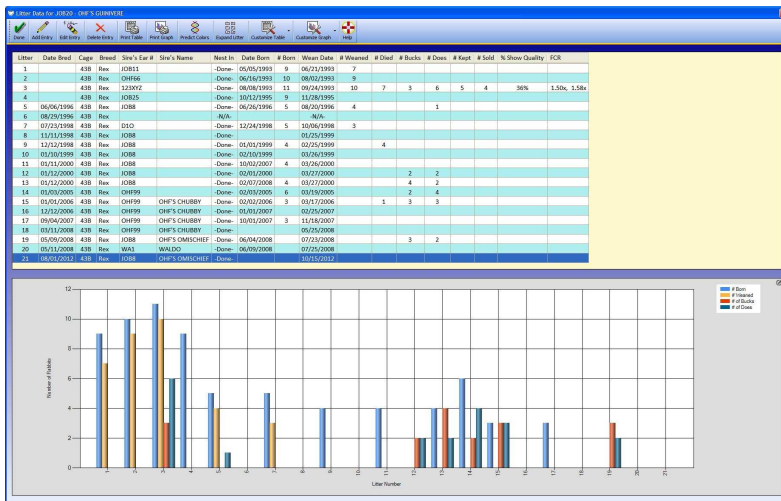 Litter Data for JOB20 - OHF'S GUINIVERE
Done Add Entry Edit Entry Delete Entry Print Table Print Graph Predict Colors Expand Litter Customize Table Customize Graph Help
Litter Date Bred Cage Breed Sire's Ear # Sire's Name Nest In Date Born # Born Wean Date # Weaned # Died # Bucks # Does # Kept # Sold % Show Quality FCR
1 43B Rex JOB11 -Done- 05/05/1993 9 06/21/1993 7
2 43B Rex OHF66 -Done- 06/16/1993 10 08/02/1993 9
3 43B Rex 123XYZ -Done- 08/08/1993 11 09/24/1993 10 7 3 6 5 4 36% 1.50x, 1.58x
4 43B Rex JOB25 -Done- 10/12/1995 9 11/28/1995
5 06/06/1996 43B Rex JOB8 -Done- 06/26/1996 5 08/20/1996 4 1
6 08/29/1996 43B Rex -N/A- -N/A-
7 07/23/1998 43B Rex D1O -Done- 12/24/1998 5 10/06/1998 3
8 11/11/1998 43B Rex JOB8 -Done- 01/25/1999
9 12/12/1998 43B Rex JOB8 -Done- 01/01/1999 4 02/25/1999 4
10 01/10/1999 43B Rex JOB8 -Done- 02/10/1999 03/26/1999
11 01/11/2000 43B Rex JOB8 -Done- 10/02/2007 4 03/26/2000
12 01/12/2000 43B Rex JOB8 -Done- 02/01/2000 03/27/2000 2 2
13 01/12/2000 43B Rex JOB8 -Done- 02/07/2008 4 03/27/2000 4 2
14 01/03/2005 43B Rex OHF99 -Done- 02/03/2005 6 03/19/2005 2 4
15 01/01/2006 43B Rex OHF99 OHF'S CHUBBY -Done- 02/02/2006 3 03/17/2006 1 3 3
16 12/12/2006 43B Rex OHF99 OHF'S CHUBBY -Done- 01/01/2007 02/25/2007
17 09/04/2007 43B Rex OHF99 OHF'S CHUBBY -Done- 10/01/2007 3 11/18/2007
18 03/11/2008 43B Rex OHF99 OHF'S CHUBBY -Done- 05/25/2008
19 05/09/2008 43B Rex JOB8 OHF'S OMISCHIEF -Done- 06/04/2008 07/23/2008 3 2
20 05/11/2008 43B Rex WA1 WALDO -Done- 06/09/2008 07/25/2008
21 08/01/2012 43B Rex JOB8 OHF'S OMISCHIEF -Done- 10/15/2012
12
10
8
6
4
2
0
Number of Rabbits
1 2 3 4 5 6 7 8 9 10 11 12 13 14 15 16 17 18 19 20 21
Litter Number
# Born
# Weaned
# of Bucks
# of Does